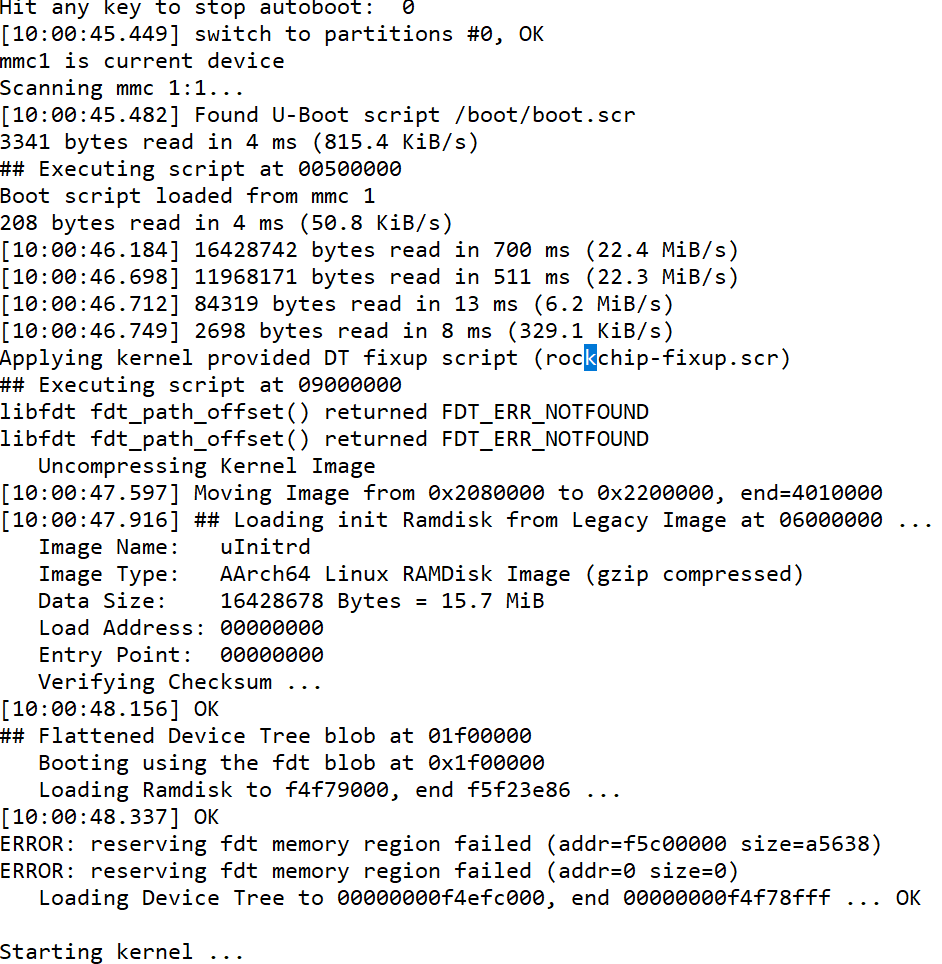 Hit any key to stop autoboot:  0
[10:00:45.449] switch to partitions #0, OK
mmc1 is current device
Scanning mmc 1:1...
[10:00:45.482] Found U-Boot script /boot/boot.scr
3341 bytes read in 4 ms (815.4 KiB/s)
## Executing script at 00500000
Boot script loaded from mmc 1
208 bytes read in 4 ms (50.8 KiB/s)
[10:00:46.184] 16428742 bytes read in 700 ms (22.4 MiB/s)
[10:00:46.698] 11968171 bytes read in 511 ms (22.3 MiB/s)
[10:00:46.712] 84319 bytes read in 13 ms (6.2 MiB/s)
[10:00:46.749] 2698 bytes read in 8 ms (329.1 KiB/s)
Applying kernel provided DT fixup script (rockchip-fixup.scr)
## Executing script at 09000000
libfdt fdt_path_offset() returned FDT_ERR_NOTFOUND
libfdt fdt_path_offset() returned FDT_ERR_NOTFOUND
   Uncompressing Kernel Image
[10:00:47.597] Moving Image from 0x2080000 to 0x2200000, end=4010000
[10:00:47.916] ## Loading init Ramdisk from Legacy Image at 06000000 ...
   Image Name:   uInitrd
   Image Type:   AArch64 Linux RAMDisk Image (gzip compressed)
   Data Size:    16428678 Bytes = 15.7 MiB
   Load Address: 00000000
   Entry Point:  00000000
   Verifying Checksum ...
[10:00:48.156] OK
## Flattened Device Tree blob at 01f00000
   Booting using the fdt blob at 0x1f00000
   Loading Ramdisk to f4f79000, end f5f23e86 ...
[10:00:48.337] OK
ERROR: reserving fdt memory region failed (addr=f5c00000 size=a5638)
ERROR: reserving fdt memory region failed (addr=0 size=0)
   Loading Device Tree to 00000000f4efc000, end 00000000f4f78fff ... OK

Starting kernel ...